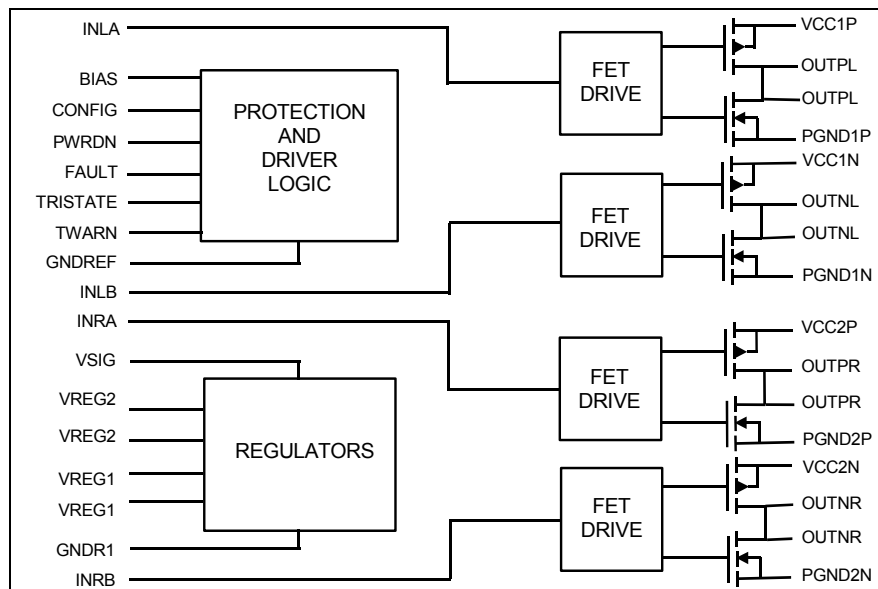 INLA
BIAS
CONFIG
PWRDN
FAULT
TRISTATE
TWARN
GNDREF
INLB
INRA
VSIG
VREG2
VREG2
VREG1
VREG1
GNDR1
INRB
PROTECTION
AND
DRIVER
LOGIC
REGULATORS
FET
DRIVE
FET
DRIVE
FET
DRIVE
FET
DRIVE
VCC1P
OUTPL
OUTPL
PGND1P
VCC1N
OUTNL
OUTNL
PGND1N
VCC2P
OUTPR
OUTPR
PGND2P
VCC2N
OUTNR
OUTNR
PGND2N